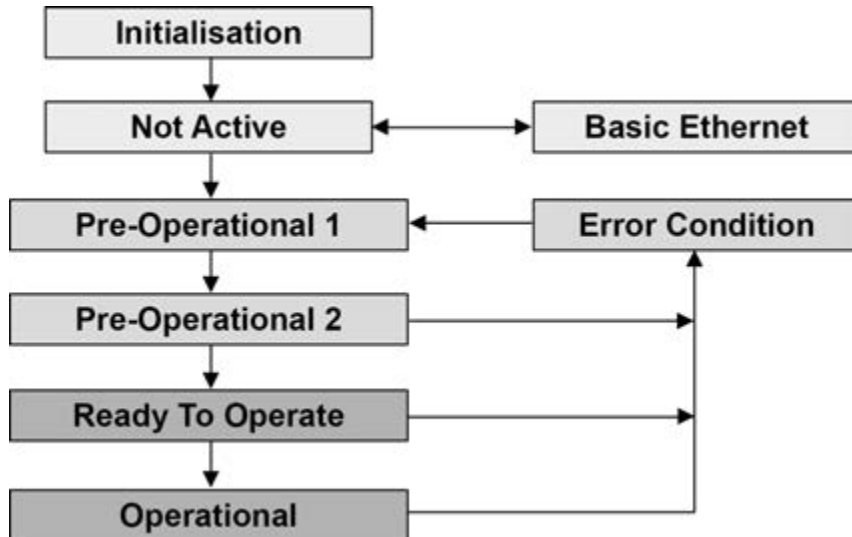 Initialisation
Not Active
Basic Ethernet
Pre-Operational 1
Error Condition
Pre-Operational 2
Ready To Operate
Operational